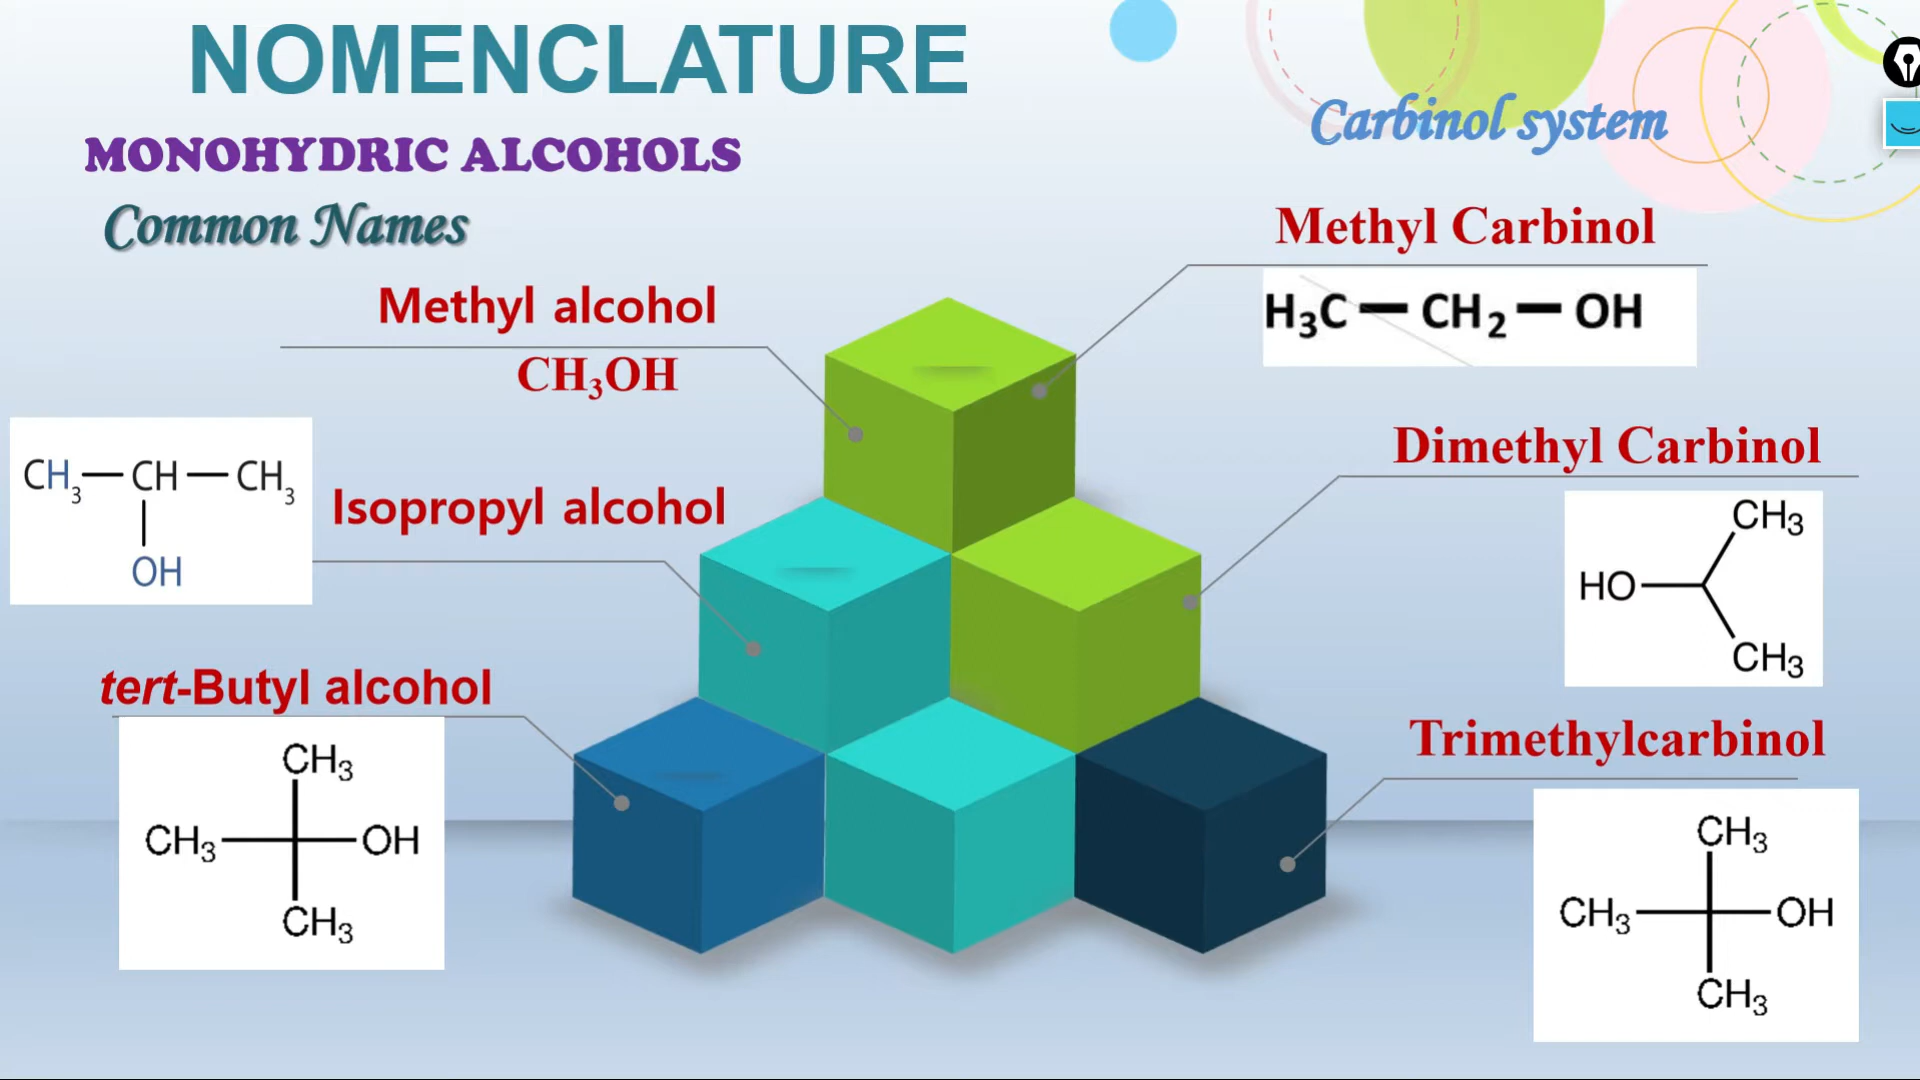 NOMENCLATURE
MONOHYDRIC ALCOHOLS
Common Names
Methyl alcohol
CH₃OH
CH₃—CH—CH₃
OH
Isopropyl alcohol
tert-Butyl alcohol
CH₃
CH₃ OH
CH₃
Carbinol system
Methyl Carbinol
H₃C—CH₂—OH
Dimethyl Carbinol
CH₃
HO
CH₃
Trimethylcarbinol
CH₃
CH₃ OH
CH₃